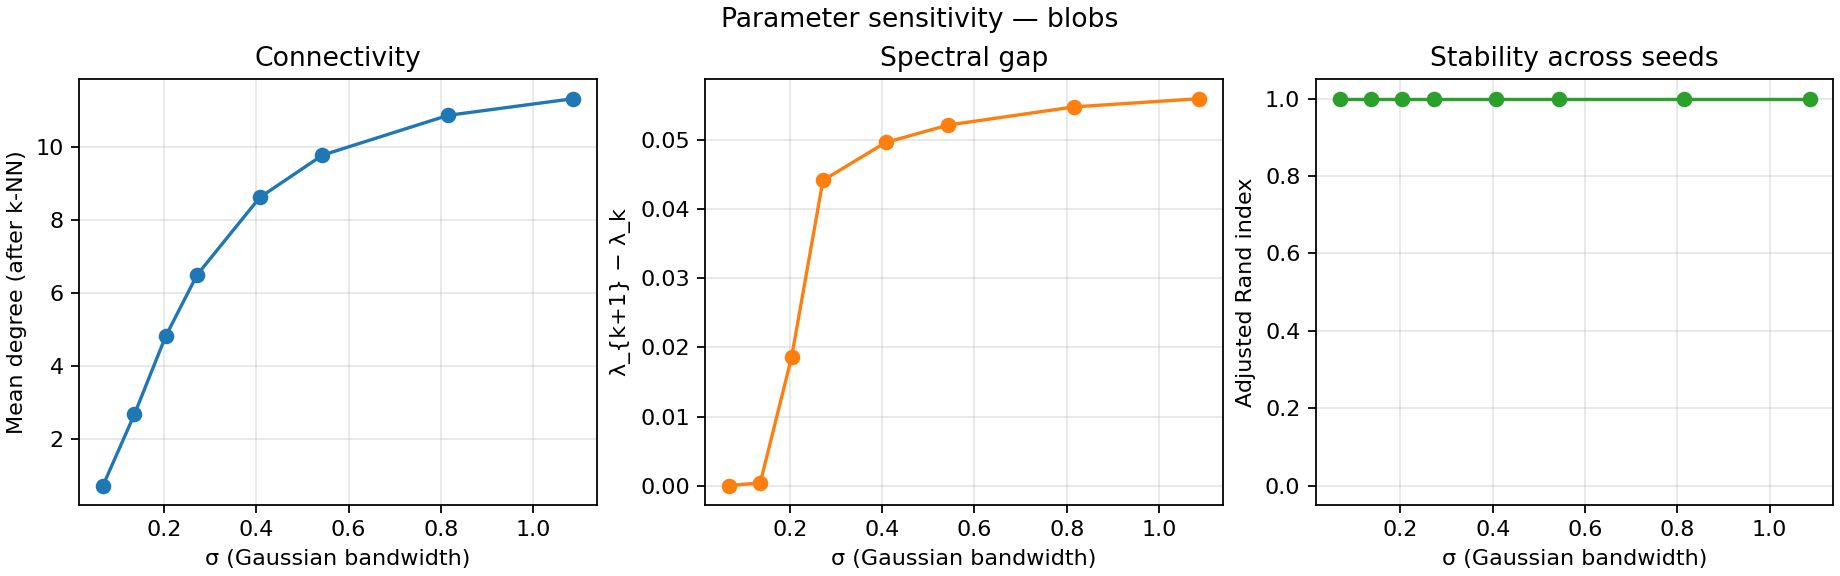 Parameter sensitivity — blobs
Connectivity
Mean degree (after k-NN)
10
8
6
4
2
0.2 0.4 0.6 0.8 1.0
σ (Gaussian bandwidth)
Spectral gap
λ_{k+1} − λ_k
0.05
0.04
0.03
0.02
0.01
0.00
0.2 0.4 0.6 0.8 1.0
σ (Gaussian bandwidth)
Stability across seeds
Adjusted Rand index
1.0
0.8
0.6
0.4
0.2
0.0
0.2 0.4 0.6 0.8 1.0
σ (Gaussian bandwidth)